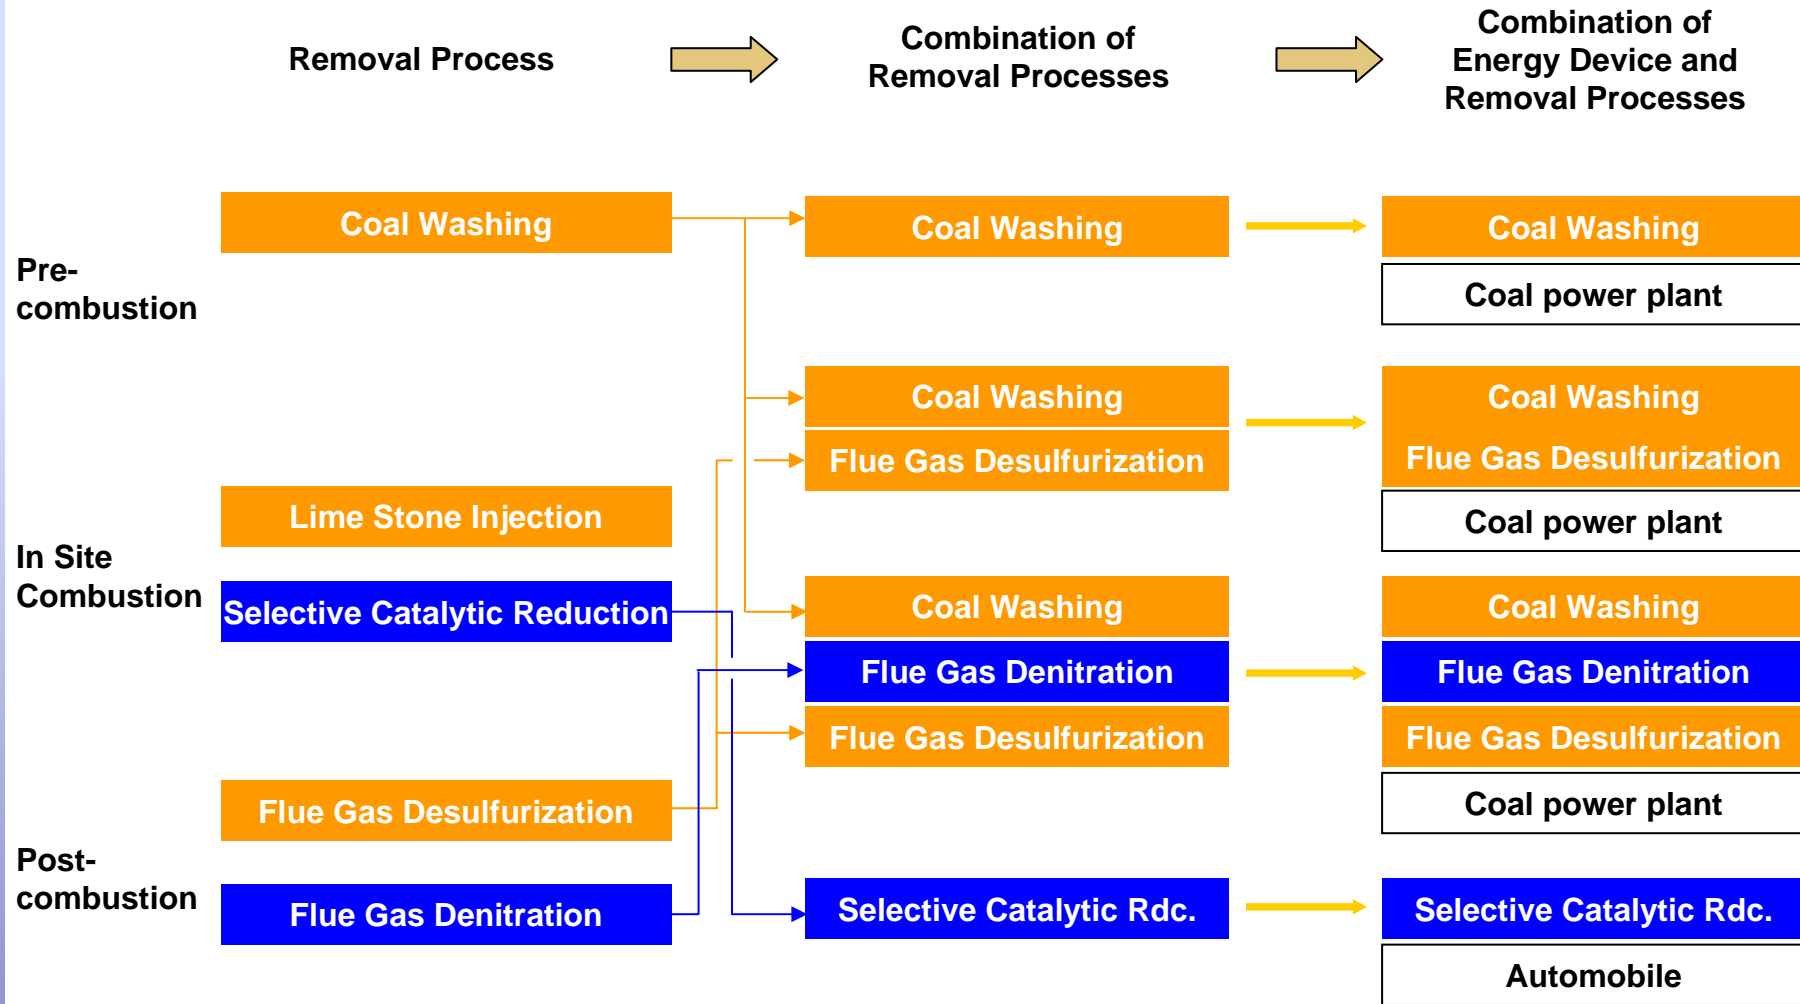 Removal Process
Combination of
Removal Processes
Combination of
Energy Device and
Removal Processes
Pre-
combustion
Coal Washing
Coal Washing
Coal Washing
Coal power plant
Coal Washing
Flue Gas Desulfurization
Coal Washing
Flue Gas Desulfurization
Coal power plant
In Site
Combustion
Lime Stone Injection
Selective Catalytic Reduction
Coal Washing
Flue Gas Denitration
Flue Gas Desulfurization
Coal Washing
Flue Gas Denitration
Flue Gas Desulfurization
Coal power plant
Post-
combustion
Flue Gas Desulfurization
Flue Gas Denitration
Selective Catalytic Rdc.
Selective Catalytic Rdc.
Automobile